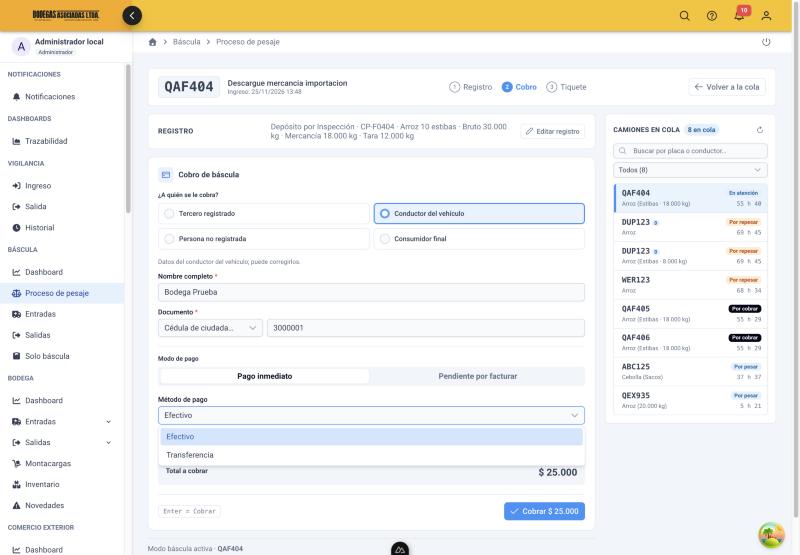 BODEGAS ASOCIADAS LTDA.
10
A
Administrador local
Administrador
NOTIFICACIONES
Notificaciones
DASHBOARDS
Trazabilidad
VIGILANCIA
Ingreso
Salida
Historial
BÁSCULA
Dashboard
Proceso de pesaje
Entradas
Salidas
Solo báscula
BODEGA
Dashboard
Entradas
Salidas
Montacargas
Inventario
Novedades
COMERCIO EXTERIOR
Dashboard
Báscula
Proceso de pesaje
QAF404
Descargue mercancía importacion
Ingreso: 25/11/2026 13:48
1 Registro
2 Cobro
3 Tiquete
Volver a la cola
REGISTRO
Depósito por Inspección · CP-F0404 · Arroz 10 estibas · Bruto 30.000
kg · Mercancía 18.000 kg · Tara 12.000 kg
Editar registro
Cobro de báscula
¿A quién se le cobra?
Tercero registrado
Conductor del vehículo
Persona no registrada
Consumidor final
Datos del conductor del vehículo; puede corregirlos.
Nombre completo *
Bodega Prueba
Documento *
Cédula de ciudada...
3000001
Modo de pago
Pago inmediato
Pendiente por facturar
Método de pago
Efectivo
Efectivo
Transferencia
Total a cobrar
$ 25.000
Enter = Cobrar
Cobrar $ 25.000
Modo báscula activa · QAF404
CAMIONES EN COLA
8 en cola
Buscar por placa o conductor...
Todos (8)
QAF404
En atención
Arroz (Estibas · 18.000 kg)
55 h 40
DUP123
Por repesar
Arroz
69 h 45
DUP123
Por repesar
Arroz (Estibas · 8.000 kg)
69 h 45
WER123
Por repesar
Arroz
68 h 34
QAF405
Por cobrar
Arroz (Estibas · 18.000 kg)
55 h 29
QAF406
Por cobrar
Arroz (Estibas · 18.000 kg)
55 h 29
ABC125
Por pesar
Cebolla (Sacos)
37 h 37
QEX935
Por pesar
Arroz (20.000 kg)
5 h 21